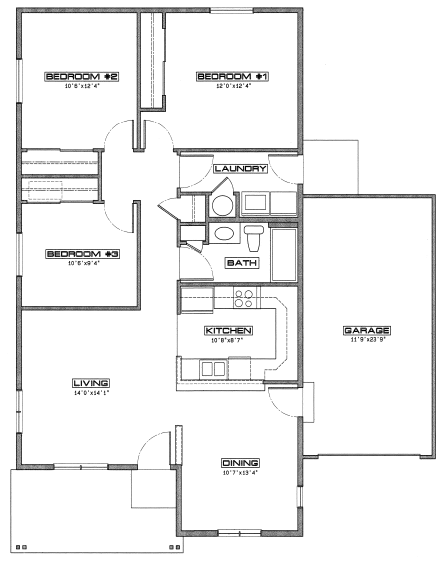 BEDROOM #2
10'6'x12'4"
BEDROOM #1
12'0'x12'4"
LAUNDRY
BEDROOM #3
10'6'x9'4"
BATH
KITCHEN
10'8'x8'7"
GARAGE
11'9'x23'9"
LIVING
14'0'x14'1"
DINING
10'7'x13'4"